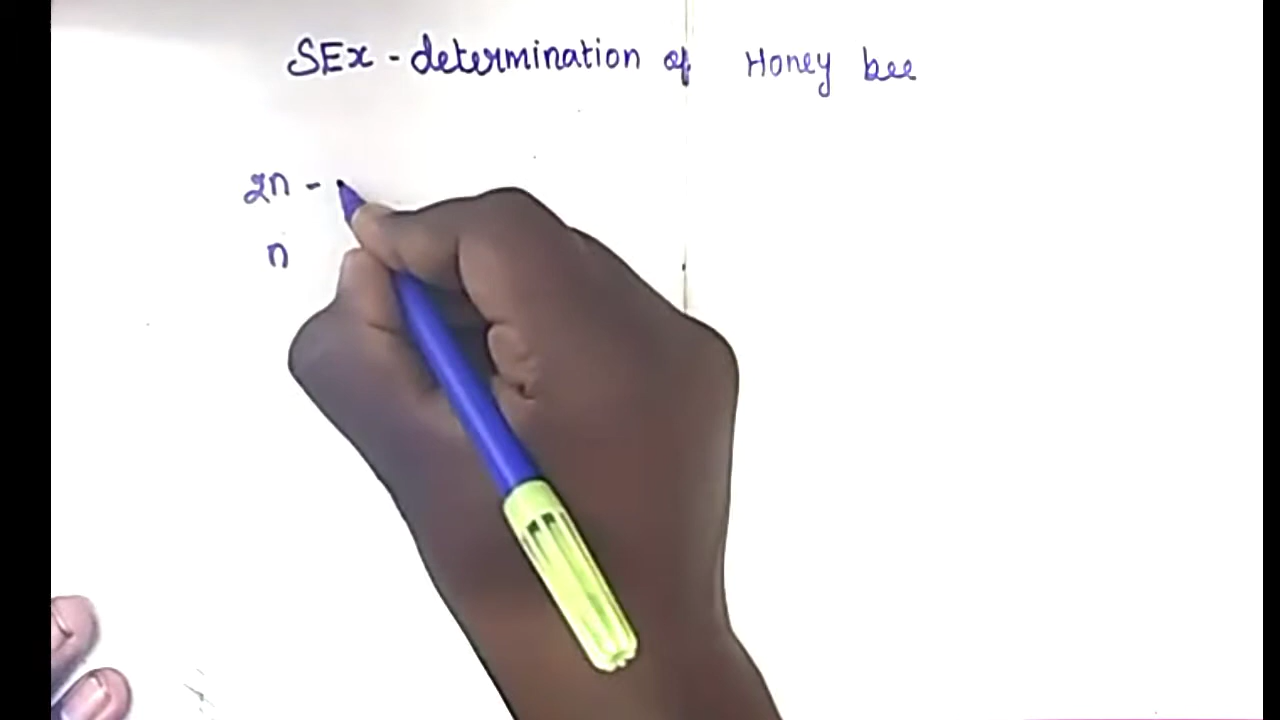 SEx - determination of Honey bee
2n -
n